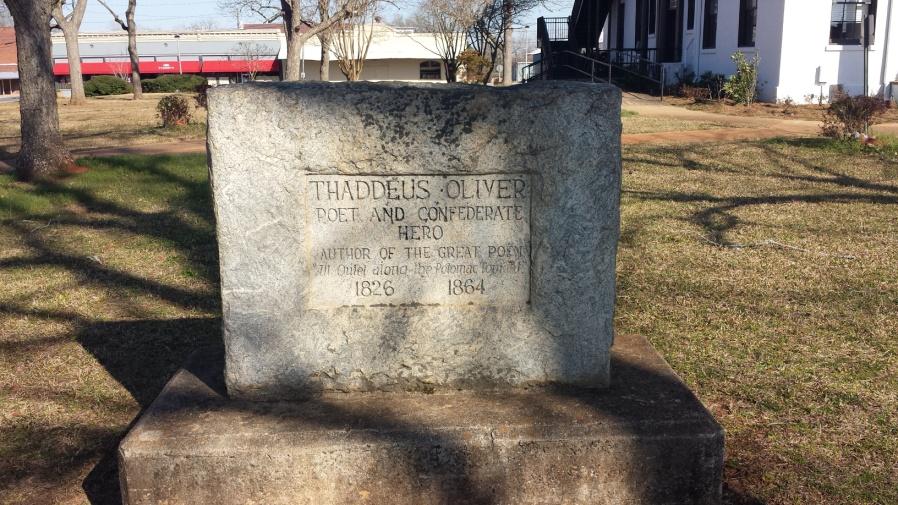 THADDEUS · OLIVER
POET AND CONFEDERATE
HERO
AUTHOR OF THE GREAT POEM
All Quiet along the Potomac Tonight
1826 1864